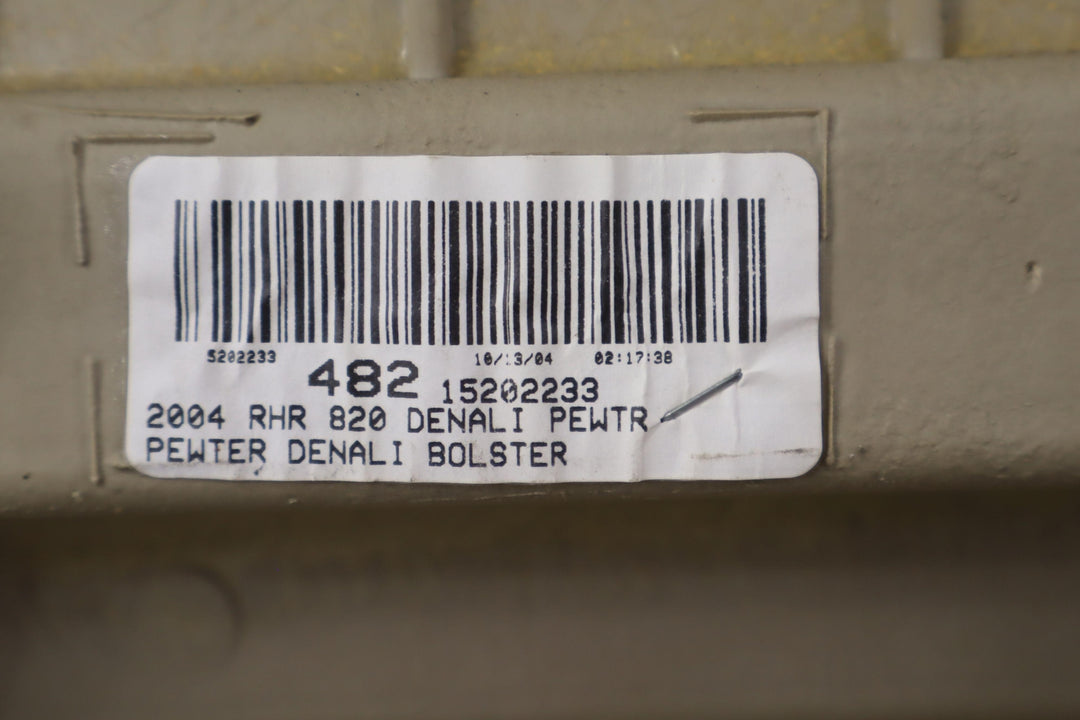 5202233 10/13/04 02:17:38
482 15202233
2004 RHR 820 DENALI PEWTR
PEWTER DENALI BOLSTER